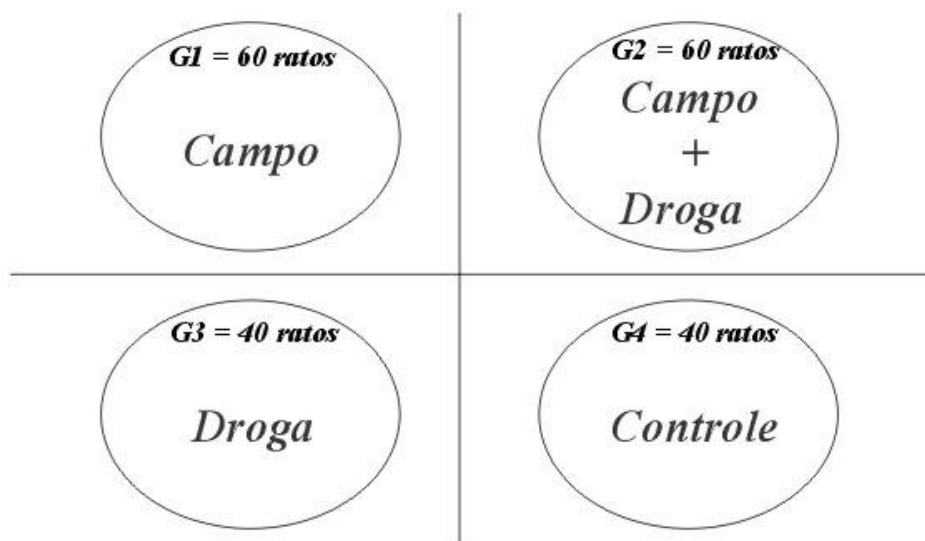 G1 = 60 ratos
Campo
G2 = 60 ratos
Campo
+
Droga
G3 = 40 ratos
Droga
G4 = 40 ratos
Controle